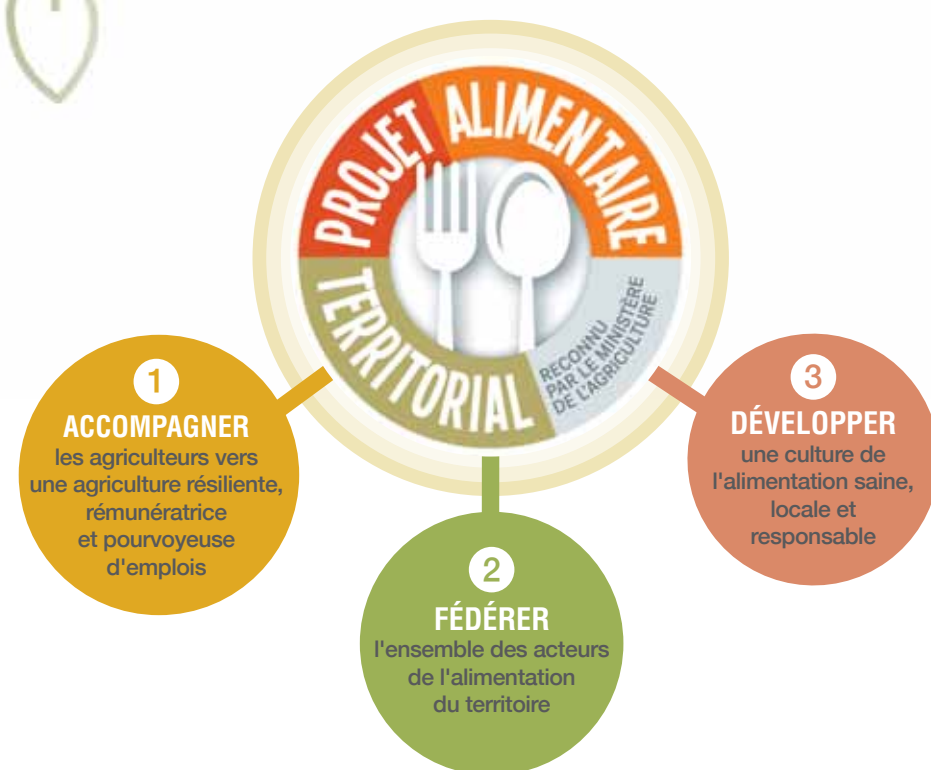 PROJET ALIMENTAIRE
TERRITORIAL
RECONNU
PAR LE MINISTÈRE
DE L'AGRICULTURE
1
ACCOMPAGNER
les agriculteurs vers
une agriculture résiliente,
rémunératrice
et pourvoyeuse
d'emplois
2
FÉDÉRER
l'ensemble des acteurs
de l'alimentation
du territoire
3
DÉVELOPPER
une culture de
l'alimentation saine,
locale et
responsable